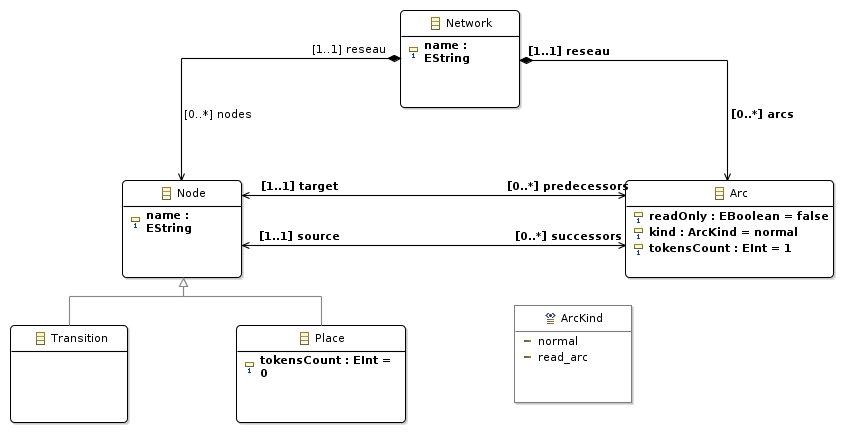 Network
name :
EString
[1..1] reseau
[1..1] reseau
[0..*] nodes
[0..*] arcs
Node
name :
EString
[1..1] target
[0..*] predecessors
[1..1] source
[0..*] successors
Arc
readOnly : EBoolean = false
kind : ArcKind = normal
tokensCount : EInt = 1
Transition
Place
tokensCount : EInt =
0
ArcKind
normal
read_arc